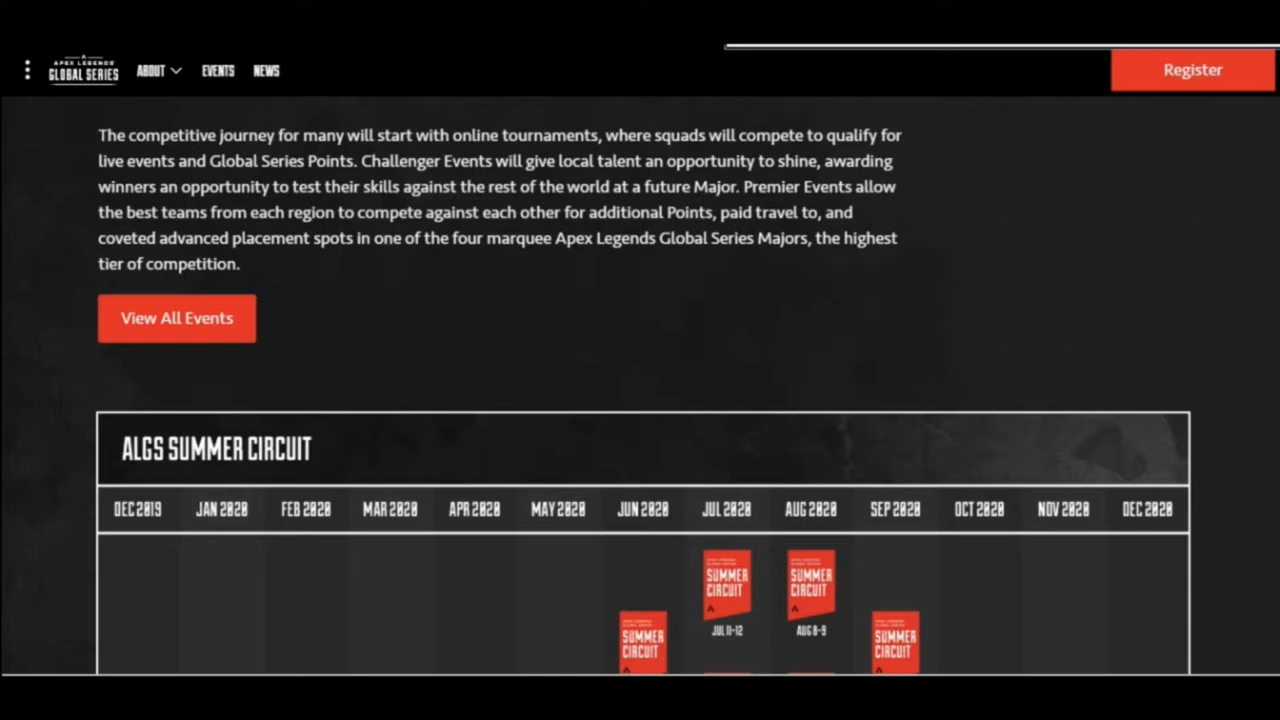 APEX LEGENDS
GLOBAL SERIES
ABOUT
EVENTS
NEWS
Register
The competitive journey for many will start with online tournaments, where squads will compete to qualify for
live events and Global Series Points. Challenger Events will give local talent an opportunity to shine, awarding
winners an opportunity to test their skills against the rest of the world at a future Major. Premier Events allow
the best teams from each region to compete against each other for additional Points, paid travel to, and
coveted advanced placement spots in one of the four marquee Apex Legends Global Series Majors, the highest
tier of competition.
View All Events
ALGS SUMMER CIRCUIT
DEC 2019
JAN 2020
FEB 2020
MAR 2020
APR 2020
MAY 2020
JUN 2020
JUL 2020
AUG 2020
SEP 2020
OCT 2020
NOV 2020
DEC 2020
SUMMER
CIRCUIT
JUL 11-12
SUMMER
CIRCUIT
AUG 8-9
SUMMER
CIRCUIT
SUMMER
CIRCUIT